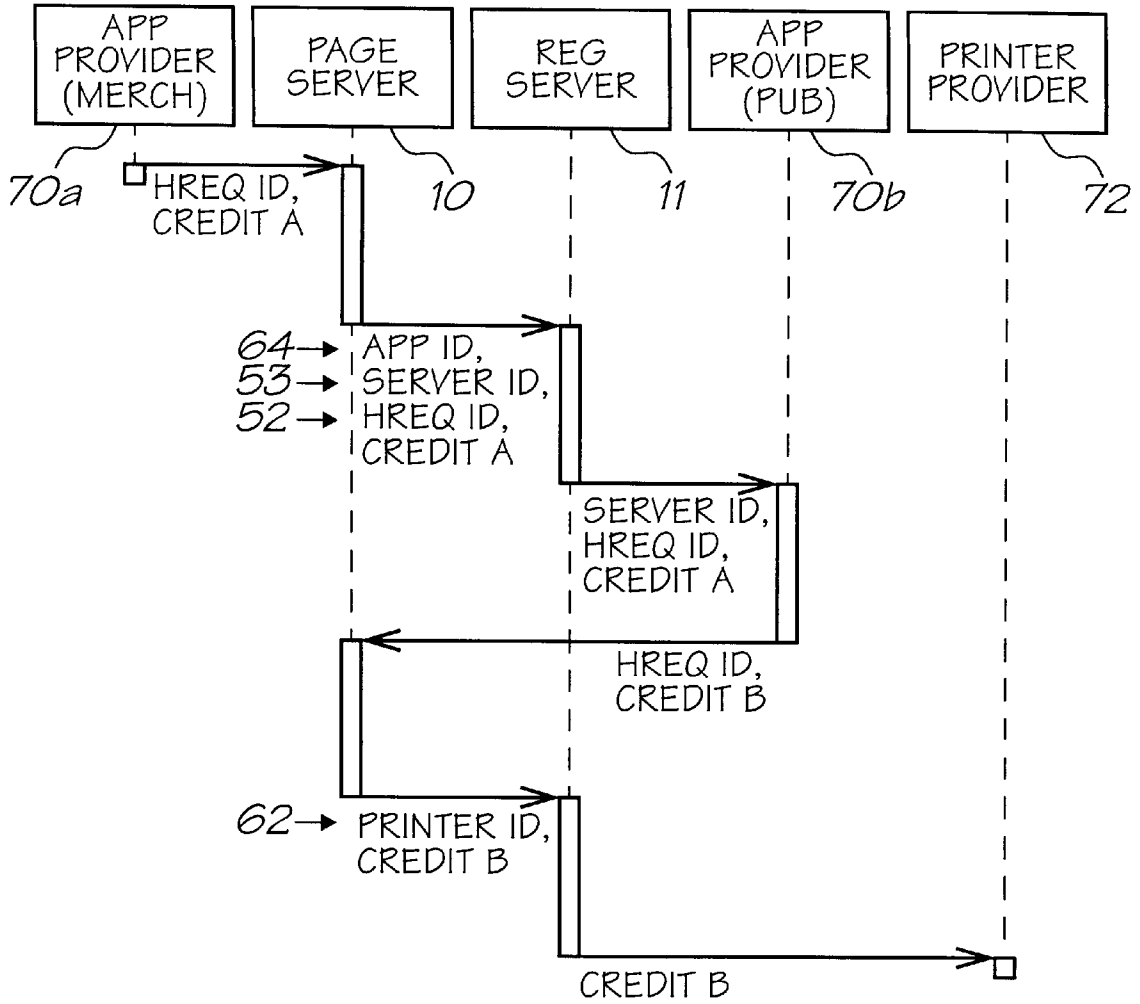 APP
PROVIDER
(MERCH)
PAGE
SERVER
REG
SERVER
APP
PROVIDER
(PUB)
PRINTER
PROVIDER
70a
10
11
70b
72
HREQ ID,
CREDIT A
64
APP ID,
53
SERVER ID,
52
HREQ ID,
CREDIT A
SERVER ID,
HREQ ID,
CREDIT A
HREQ ID,
CREDIT B
62
PRINTER ID,
CREDIT B
CREDIT B